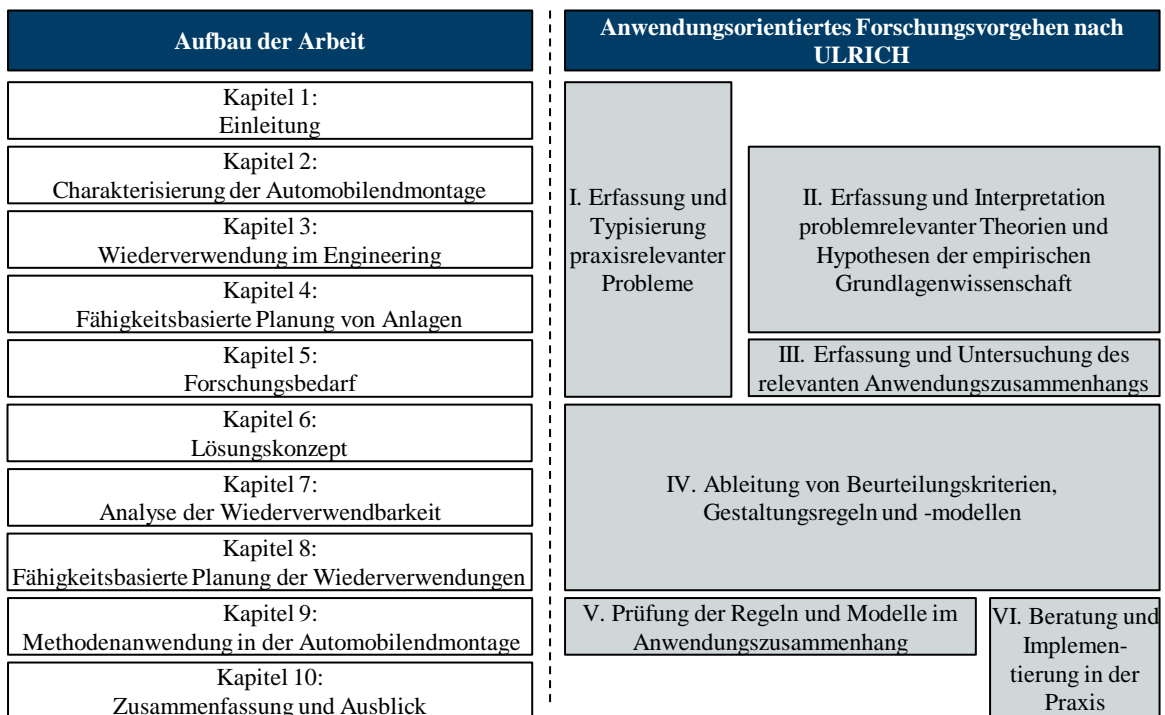 Aufbau der Arbeit
Kapitel 1:
Einleitung
Kapitel 2:
Charakterisierung der Automobilendmontage
Kapitel 3:
Wiederverwendung im Engineering
Kapitel 4:
Fähigkeitsbasierte Planung von Anlagen
Kapitel 5:
Forschungsbedarf
Kapitel 6:
Lösungskonzept
Kapitel 7:
Analyse der Wiederverwendbarkeit
Kapitel 8:
Fähigkeitsbasierte Planung der Wiederverwendungen
Kapitel 9:
Methodenanwendung in der Automobilendmontage
Kapitel 10:
Zusammenfassung und Ausblick
Anwendungsorientiertes Forschungsvorgehen nach
ULRICH
I. Erfassung und
Typisierung
praxisrelevanter
Probleme
II. Erfassung und Interpretation
problemrelevanter Theorien und
Hypothesen der empirischen
Grundlagenwissenschaft
III. Erfassung und Untersuchung des
relevanten Anwendungszusammenhangs
IV. Ableitung von Beurteilungskriterien,
Gestaltungsregeln und -modellen
V. Prüfung der Regeln und Modelle im
Anwendungszusammenhang
VI. Beratung und
Implemen-
tierung in der
Praxis